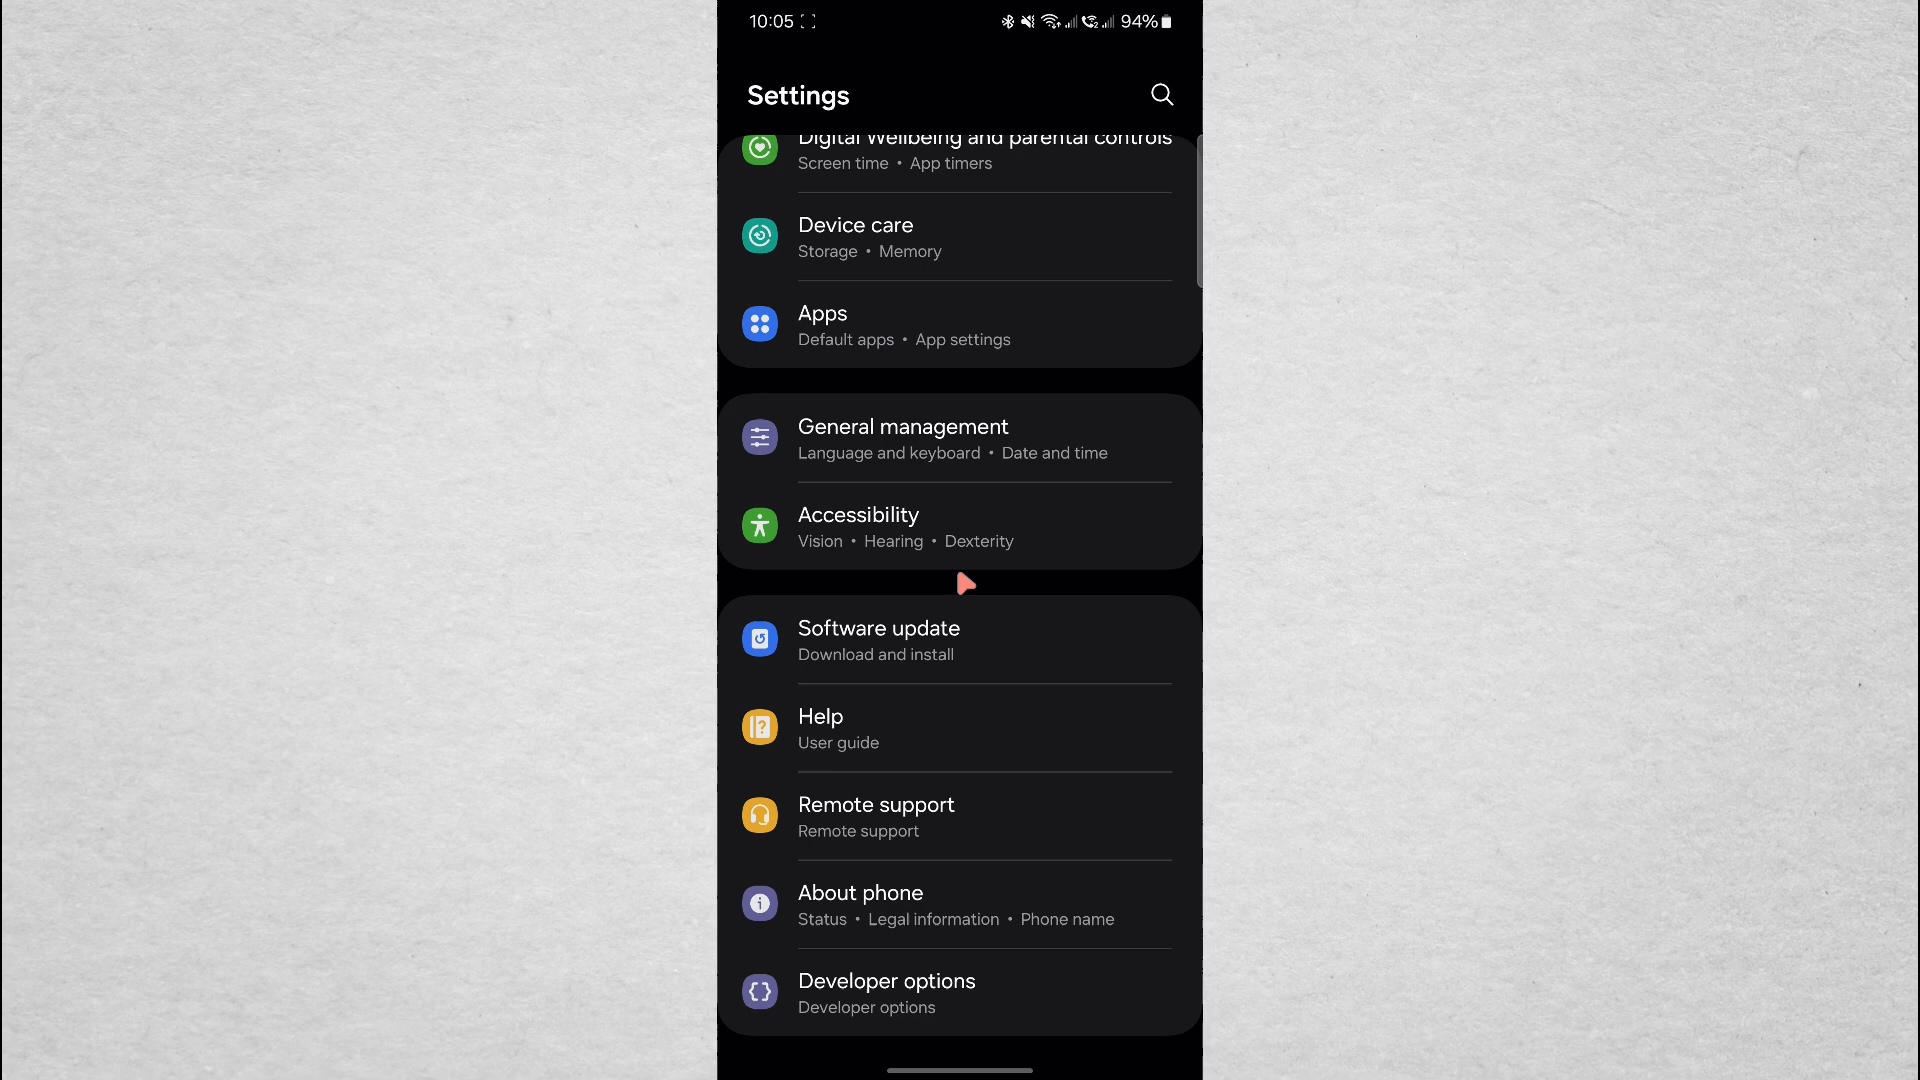 10:05
94%
Settings
Digital Wellbeing and parental controls
Screen time • App timers
Device care
Storage • Memory
Apps
Default apps • App settings
General management
Language and keyboard • Date and time
Accessibility
Vision • Hearing • Dexterity
Software update
Download and install
Help
User guide
Remote support
Remote support
About phone
Status • Legal information • Phone name
Developer options
Developer options